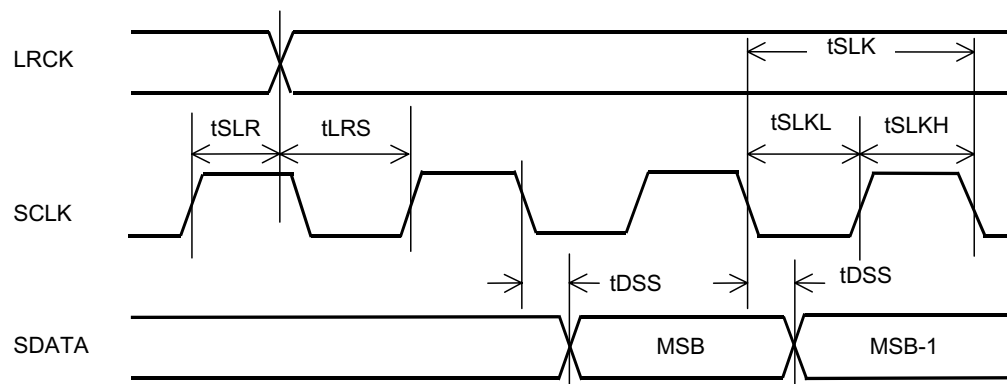 LRCK
tSLK
tSLR
tLRS
tSLKL
tSLKH
SCLK
tDSS
tDSS
SDATA
MSB
MSB-1